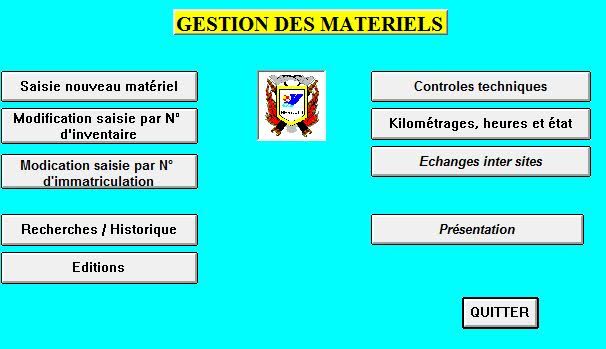 GESTION DES MATERIELS
Saisie nouveau matériel
Modification saisie par N°
d'inventaire
Modication saisie par N°
d'immatriculation
Recherches / Historique
Editions
Controles techniques
Kilométrages, heures et état
Echanges inter sites
Présentation
QUITTER